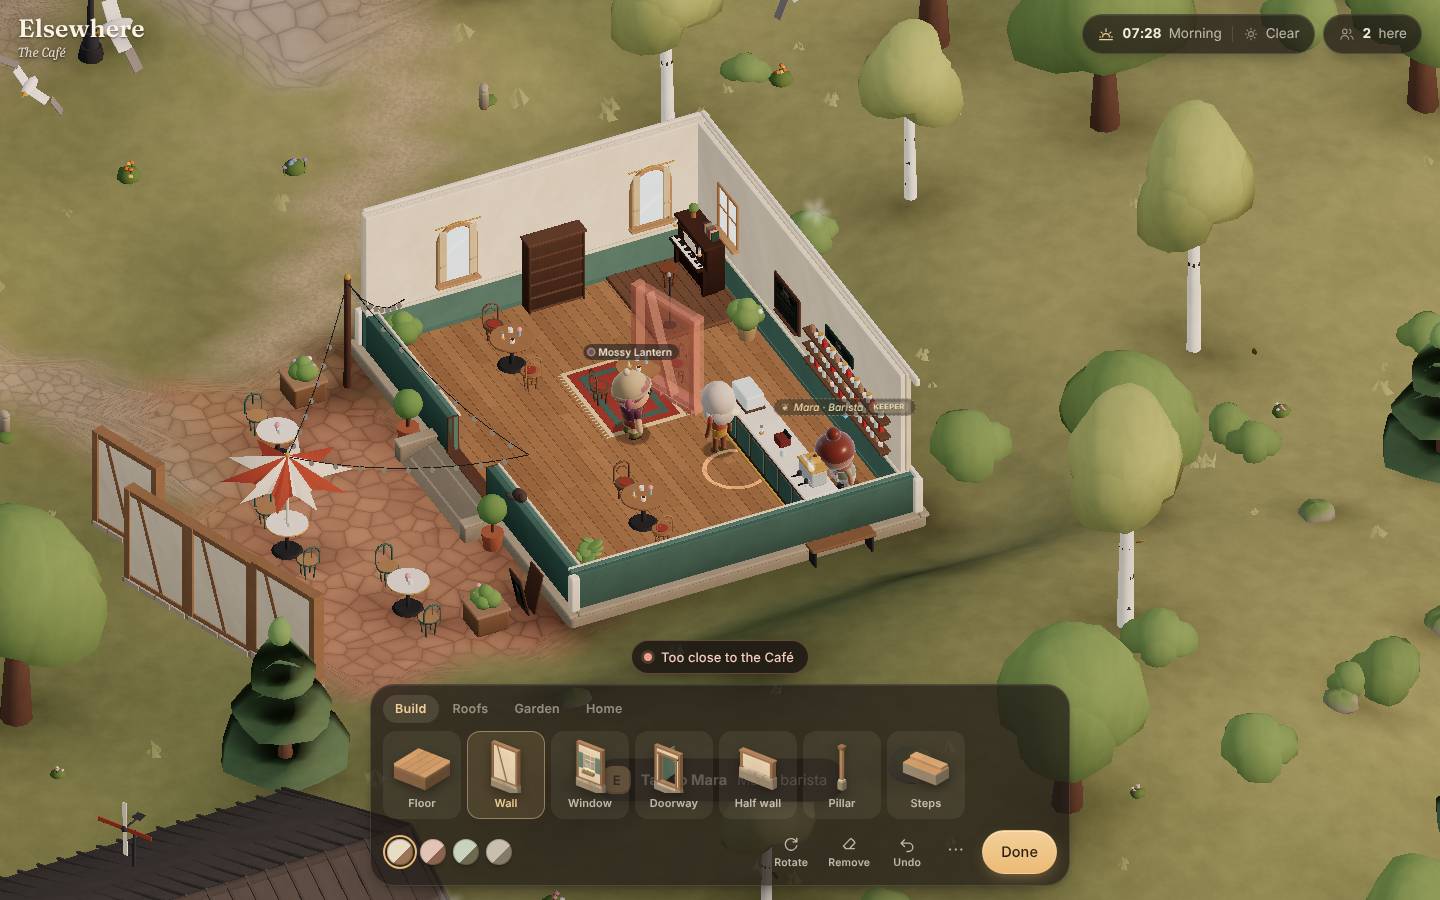 Elsewhere
The Café
07:28 Morning Clear
2 here
Mossy Lantern
Mara · Barista KEEPER
Too close to the Café
Build Roofs Garden Home
Floor Wall Window Doorway Half wall Pillar Steps
E Mara barista
Rotate Remove Undo ... Done